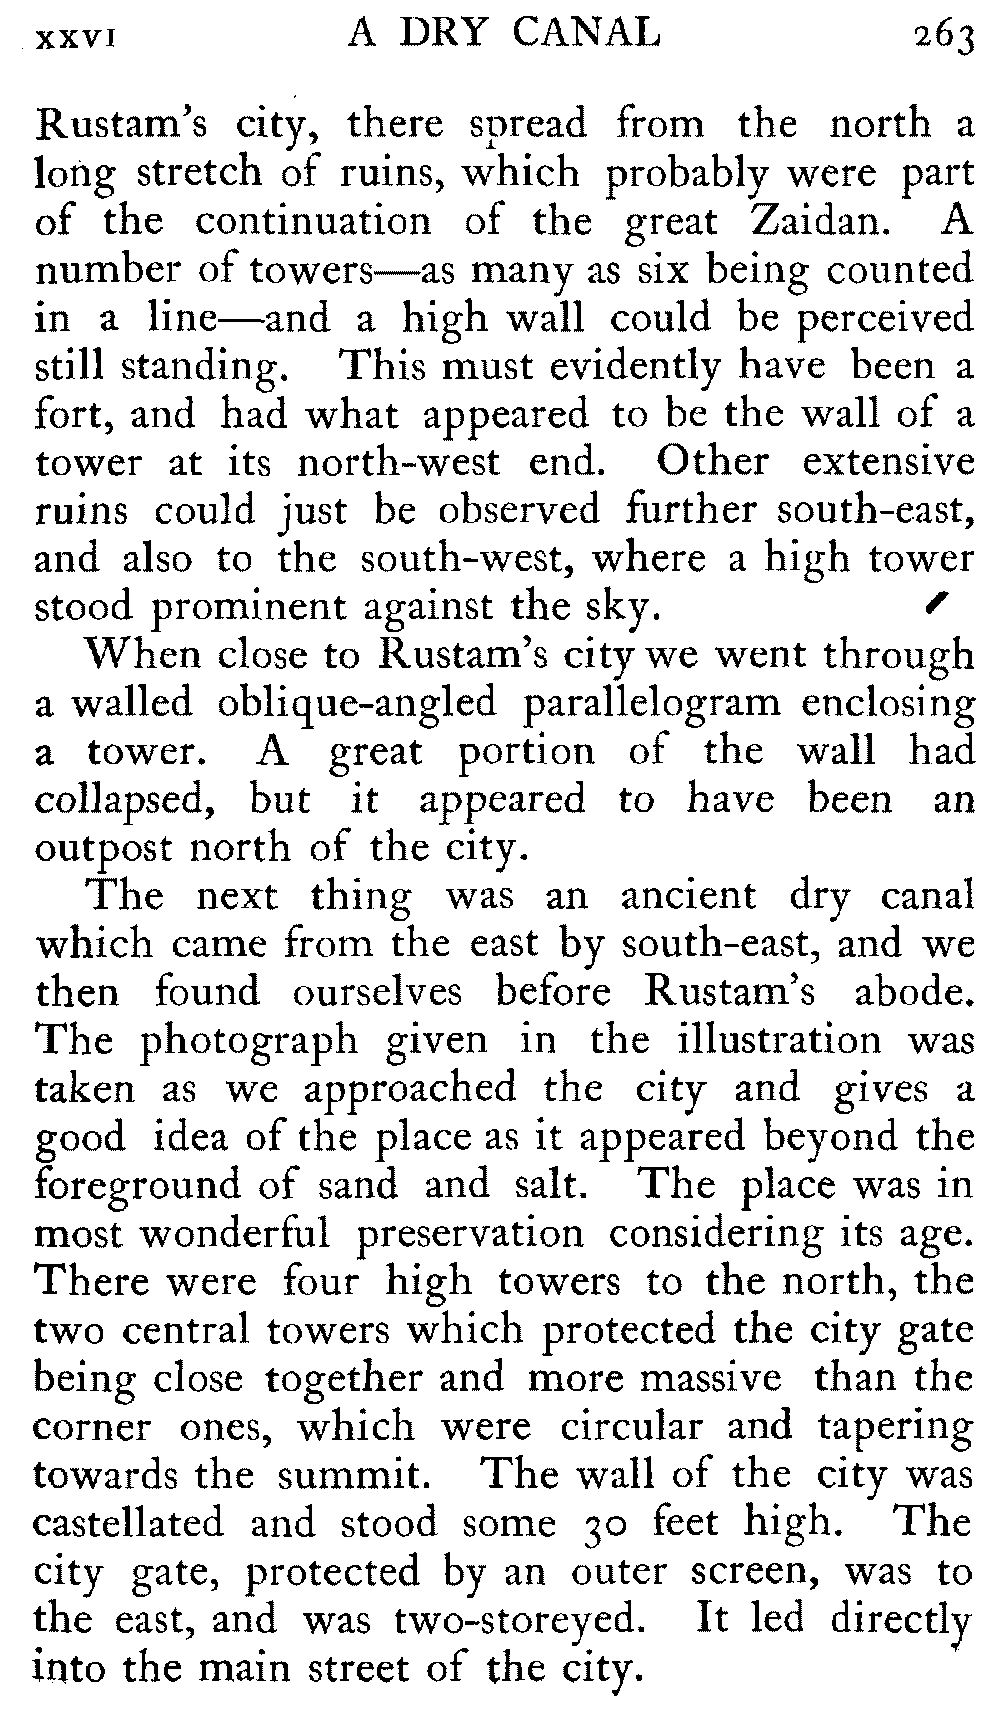 xxvi A DRY CANAL 263
Rustam's city, there spread from the north a
long stretch of ruins, which probably were part
of the continuation of the great Zaidan. A
number of towers—as many as six being counted
in a line—and a high wall could be perceived
still standing. This must evidently have been a
fort, and had what appeared to be the wall of a
tower at its north-west end. Other extensive
ruins could just be observed further south-east,
and also to the south-west, where a high tower
stood prominent against the sky.
When close to Rustam's city we went through
a walled oblique-angled parallelogram enclosing
a tower. A great portion of the wall had
collapsed, but it appeared to have been an
outpost north of the city.
The next thing was an ancient dry canal
which came from the east by south-east, and we
then found ourselves before Rustam's abode.
The photograph given in the illustration was
taken as we approached the city and gives a
good idea of the place as it appeared beyond the
foreground of sand and salt. The place was in
most wonderful preservation considering its age.
There were four high towers to the north, the
two central towers which protected the city gate
being close together and more massive than the
corner ones, which were circular and tapering
towards the summit. The wall of the city was
castellated and stood some 30 feet high. The
city gate, protected by an outer screen, was to
the east, and was two-storeyed. It led directly
into the main street of the city.